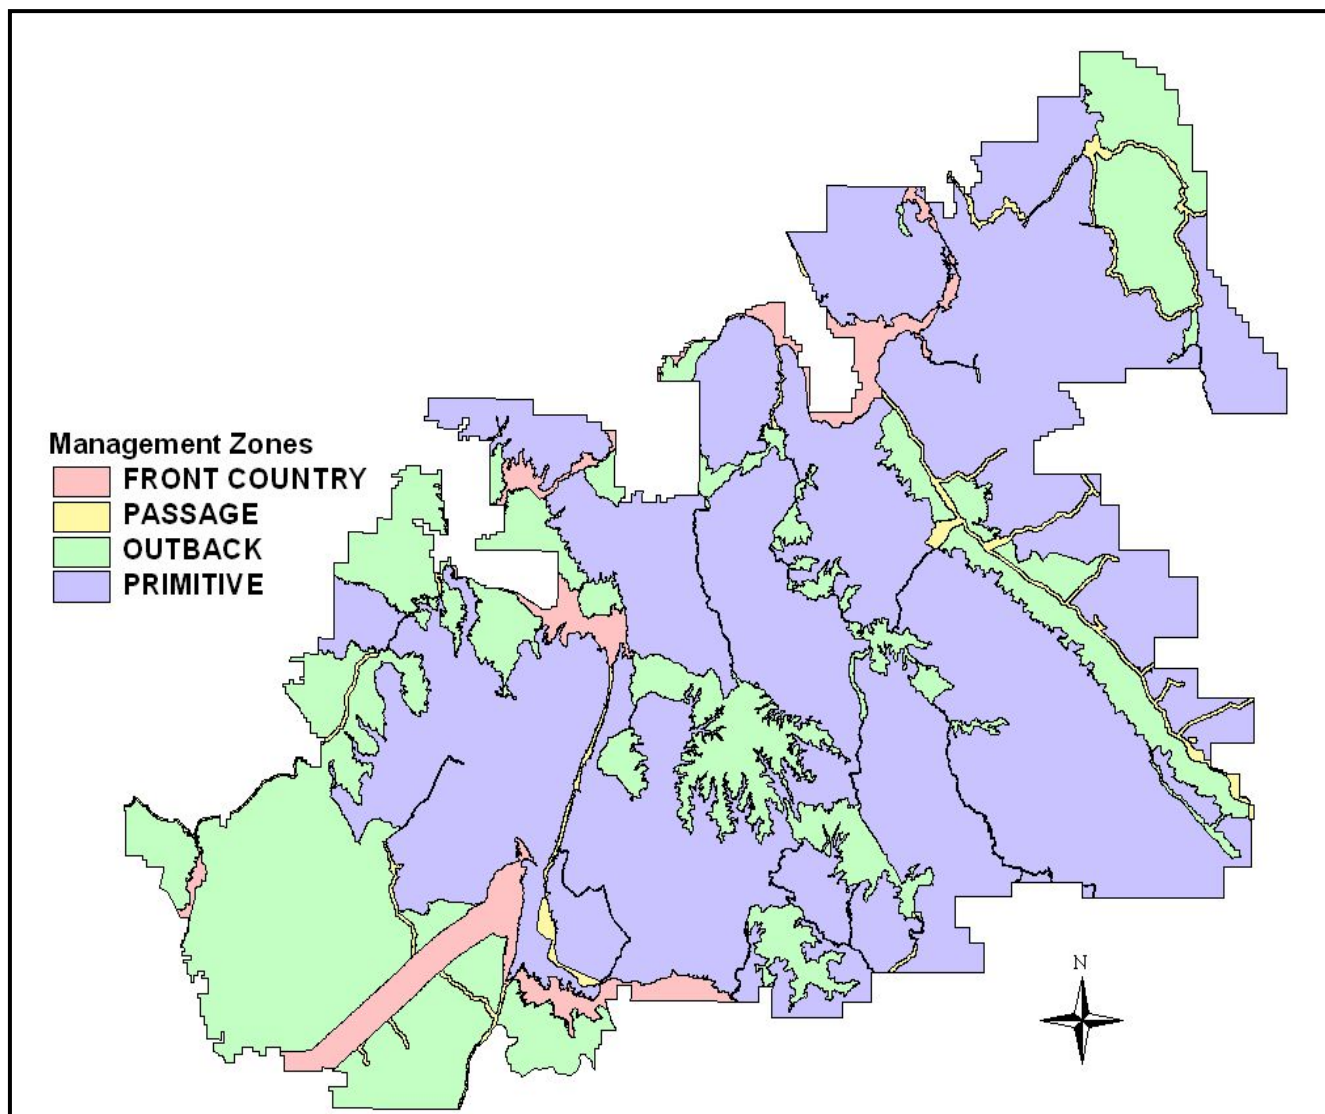 Management Zones
FRONT COUNTRY
PASSAGE
OUTBACK
PRIMITIVE
N